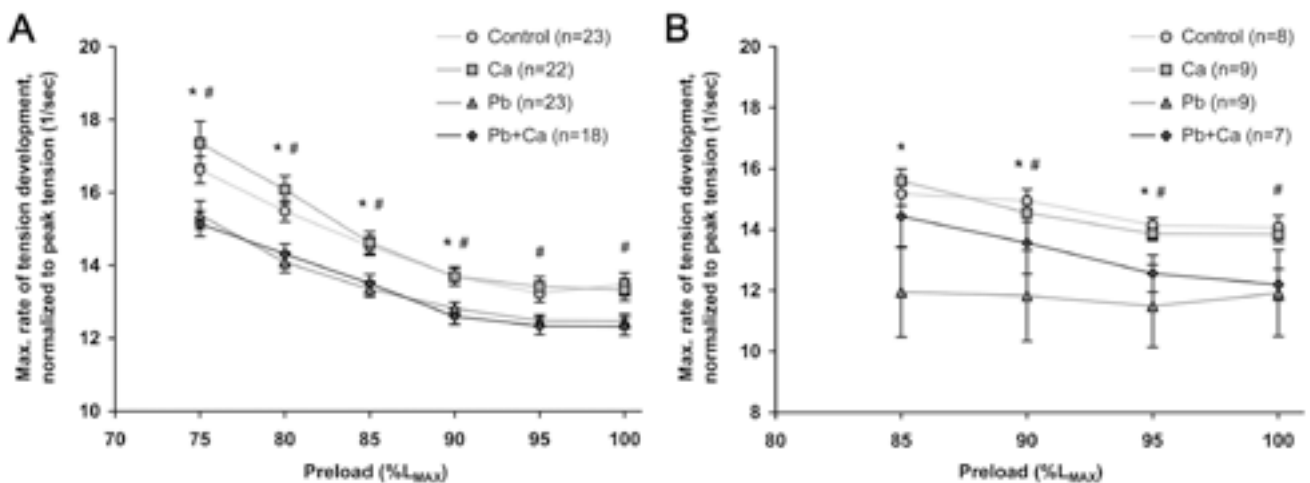 A
Max. rate of tension development,
normalized to peak tension (1/sec)
20
18
16
14
12
10
70
75
80
85
90
95
100
Preload (%LMAX)
Control (n=23)
Ca (n=22)
Pb (n=23)
Pb+Ca (n=18)
* #
* #
* #
* #
#
#
B
Max. rate of tension development,
normalized to peak tension (1/sec)
20
18
16
14
12
10
8
80
85
90
95
100
Preload (%LMAX)
Control (n=8)
Ca (n=9)
Pb (n=9)
Pb+Ca (n=7)
*
* #
* #
#